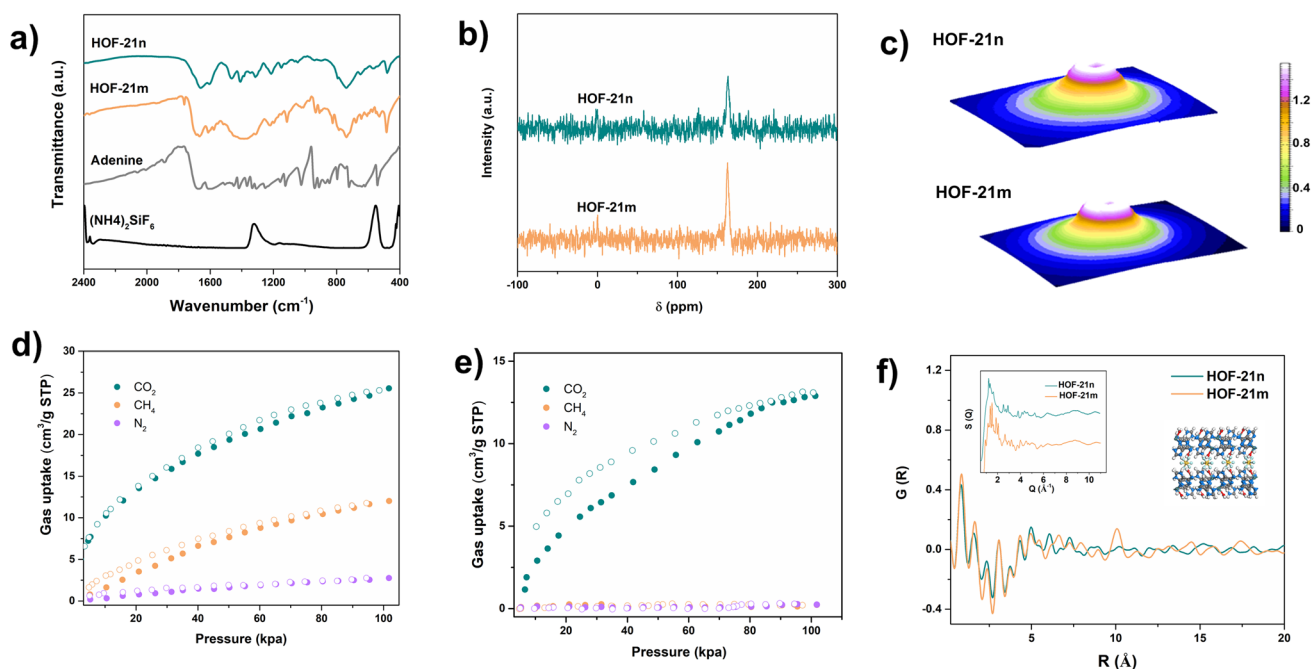 a)
HOF-21n
HOF-21m
Adenine
(NH4)₂SiF₆
Transmittance (a.u.)
2400 2000 1600 1200 800 400
Wavenumber (cm⁻¹)
b)
HOF-21n
HOF-21m
Intensity (a.u.)
-100 0 100 200 300
δ (ppm)
c)
HOF-21n
HOF-21m
1.2
0.8
0.4
0
d)
CO₂
CH₄
N₂
Gas uptake (cm³/g STP)
30
25
20
15
10
5
0
20 40 60 80 100
Pressure (kpa)
e)
CO₂
CH₄
N₂
Gas uptake (cm³/g STP)
15
10
5
0
20 40 60 80 100
Pressure (kpa)
f)
HOF-21n
HOF-21m
HOF-21n
HOF-21m
S (Q)
2 4 6 8 10
Q (Å⁻¹)
G (R)
1.2
0.8
0.4
0.0
-0.4
5 10 15 20
R (Å)